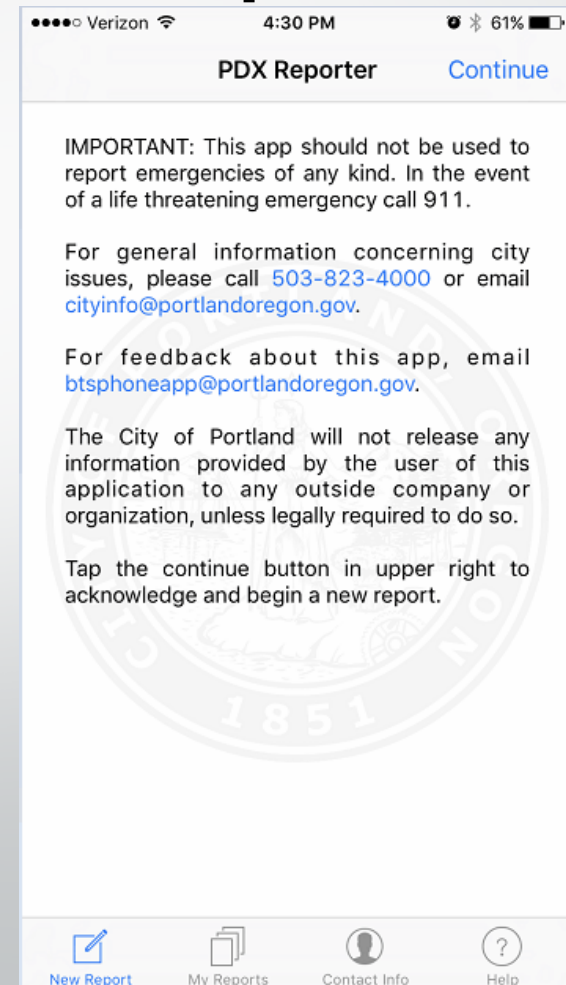 Verizon 4:30 PM 61%
PDX Reporter Continue
IMPORTANT: This app should not be used to
report emergencies of any kind. In the event
of a life threatening emergency call 911.
For general information concerning city
issues, please call 503-823-4000 or email
cityinfo@portlandoregon.gov.
For feedback about this app, email
btsphoneapp@portlandoregon.gov.
The City of Portland will not release any
information provided by the user of this
application to any outside company or
organization, unless legally required to do so.
Tap the continue button in upper right to
acknowledge and begin a new report.
CITY OF PORTLAND, OREGON
1851
New Report My Reports Contact Info Help